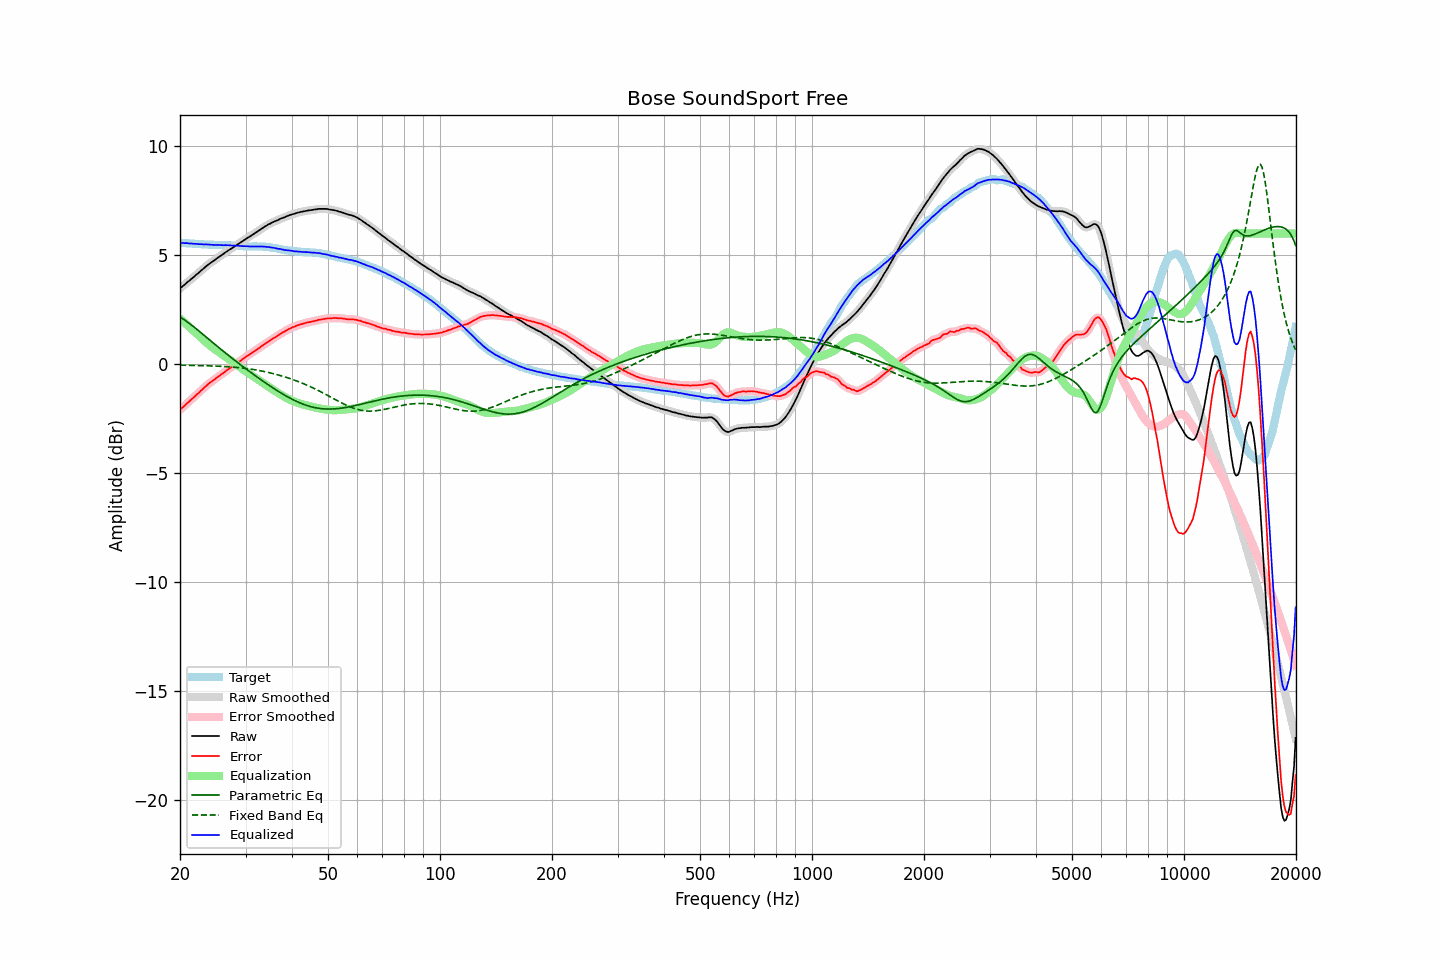 Bose SoundSport Free
10
5
0
−5
−10
−15
−20
Amplitude (dBr)
Target
Raw Smoothed
Error Smoothed
Raw
Error
Equalization
Parametric Eq
Fixed Band Eq
Equalized
20 50 100 200 500 1000 2000 5000 10000 20000
Frequency (Hz)